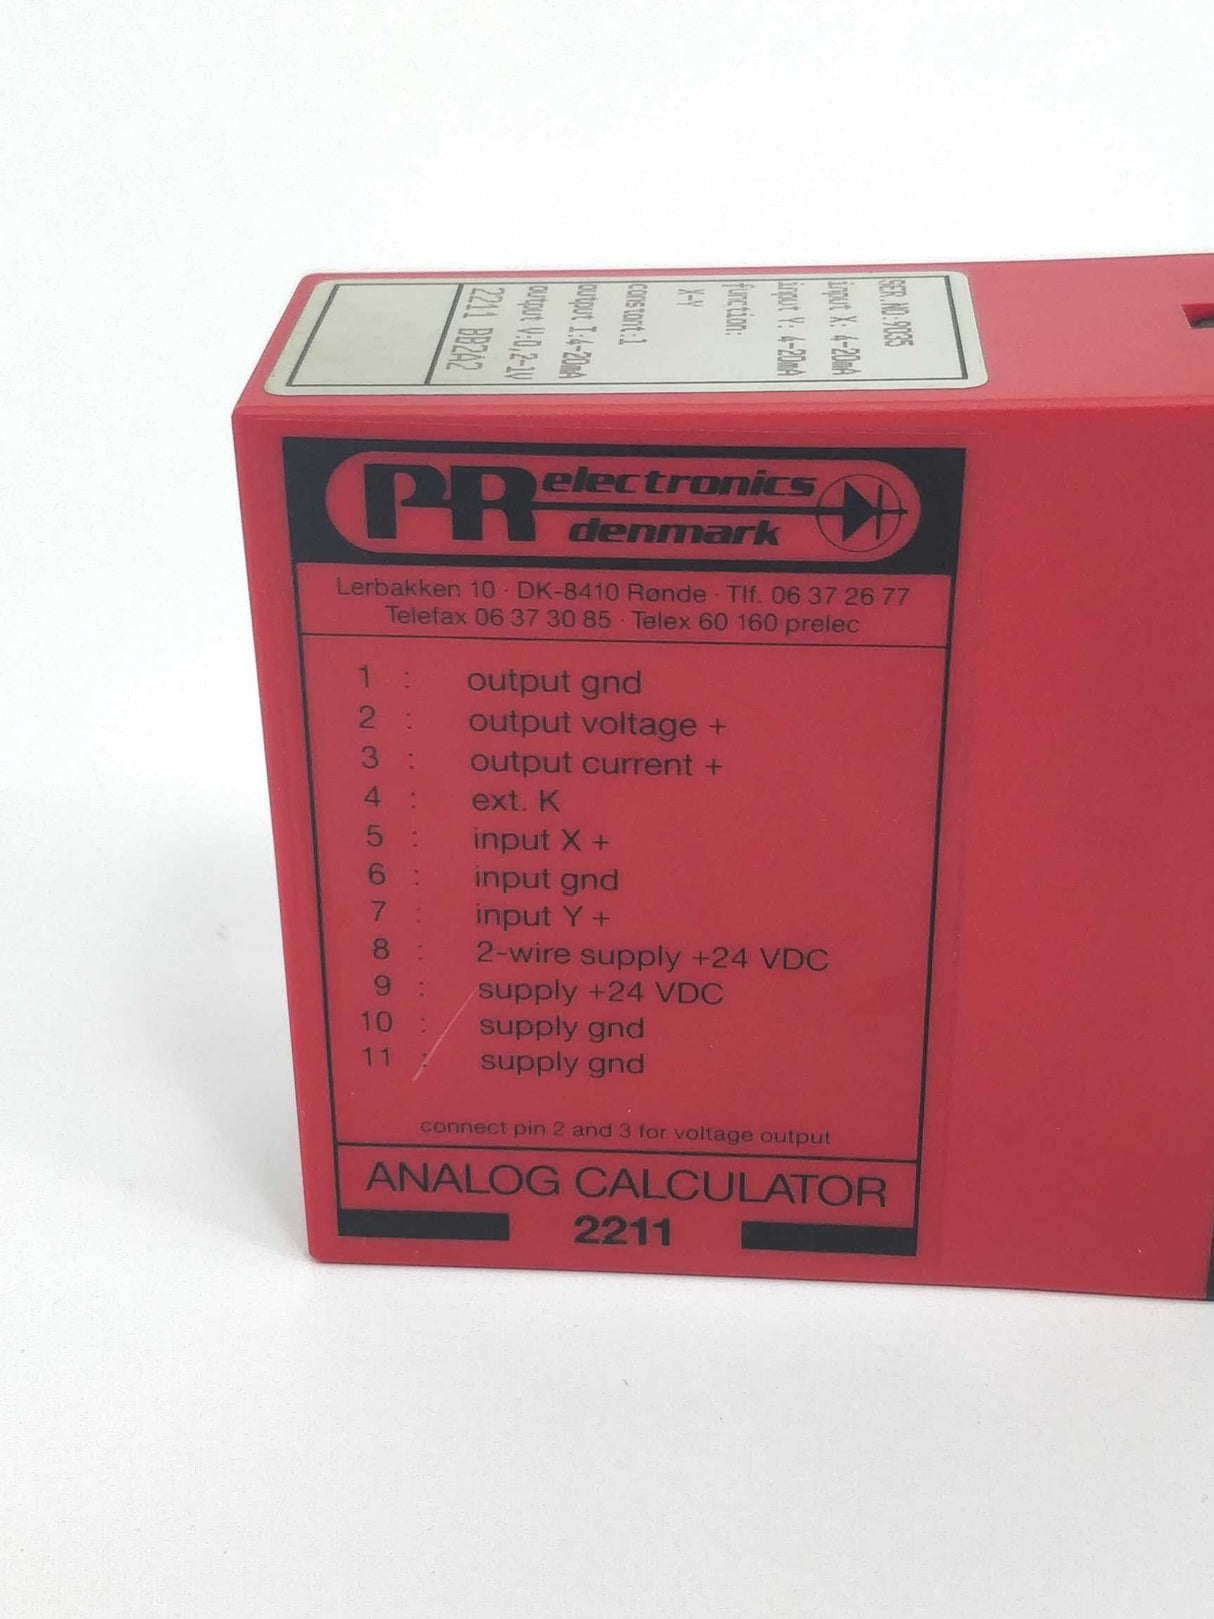 SER.NO:91035
input X: 4-20mA
input Y: 4-20mA
function:
X-Y
constant:1
output I:4-20mA
output V:0,2-1V
2211 BB2A2
PR electronics
denmark
Lerbakken 10 · DK-8410 Rønde · Tlf. 06 37 26 77
Telefax 06 37 30 85 · Telex 60 160 prelec
1 : output gnd
2 : output voltage +
3 : output current +
4 : ext. K
5 : input X +
6 : input gnd
7 : input Y +
8 : 2-wire supply +24 VDC
9 : supply +24 VDC
10 : supply gnd
11 : supply gnd
connect pin 2 and 3 for voltage output
ANALOG CALCULATOR
2211